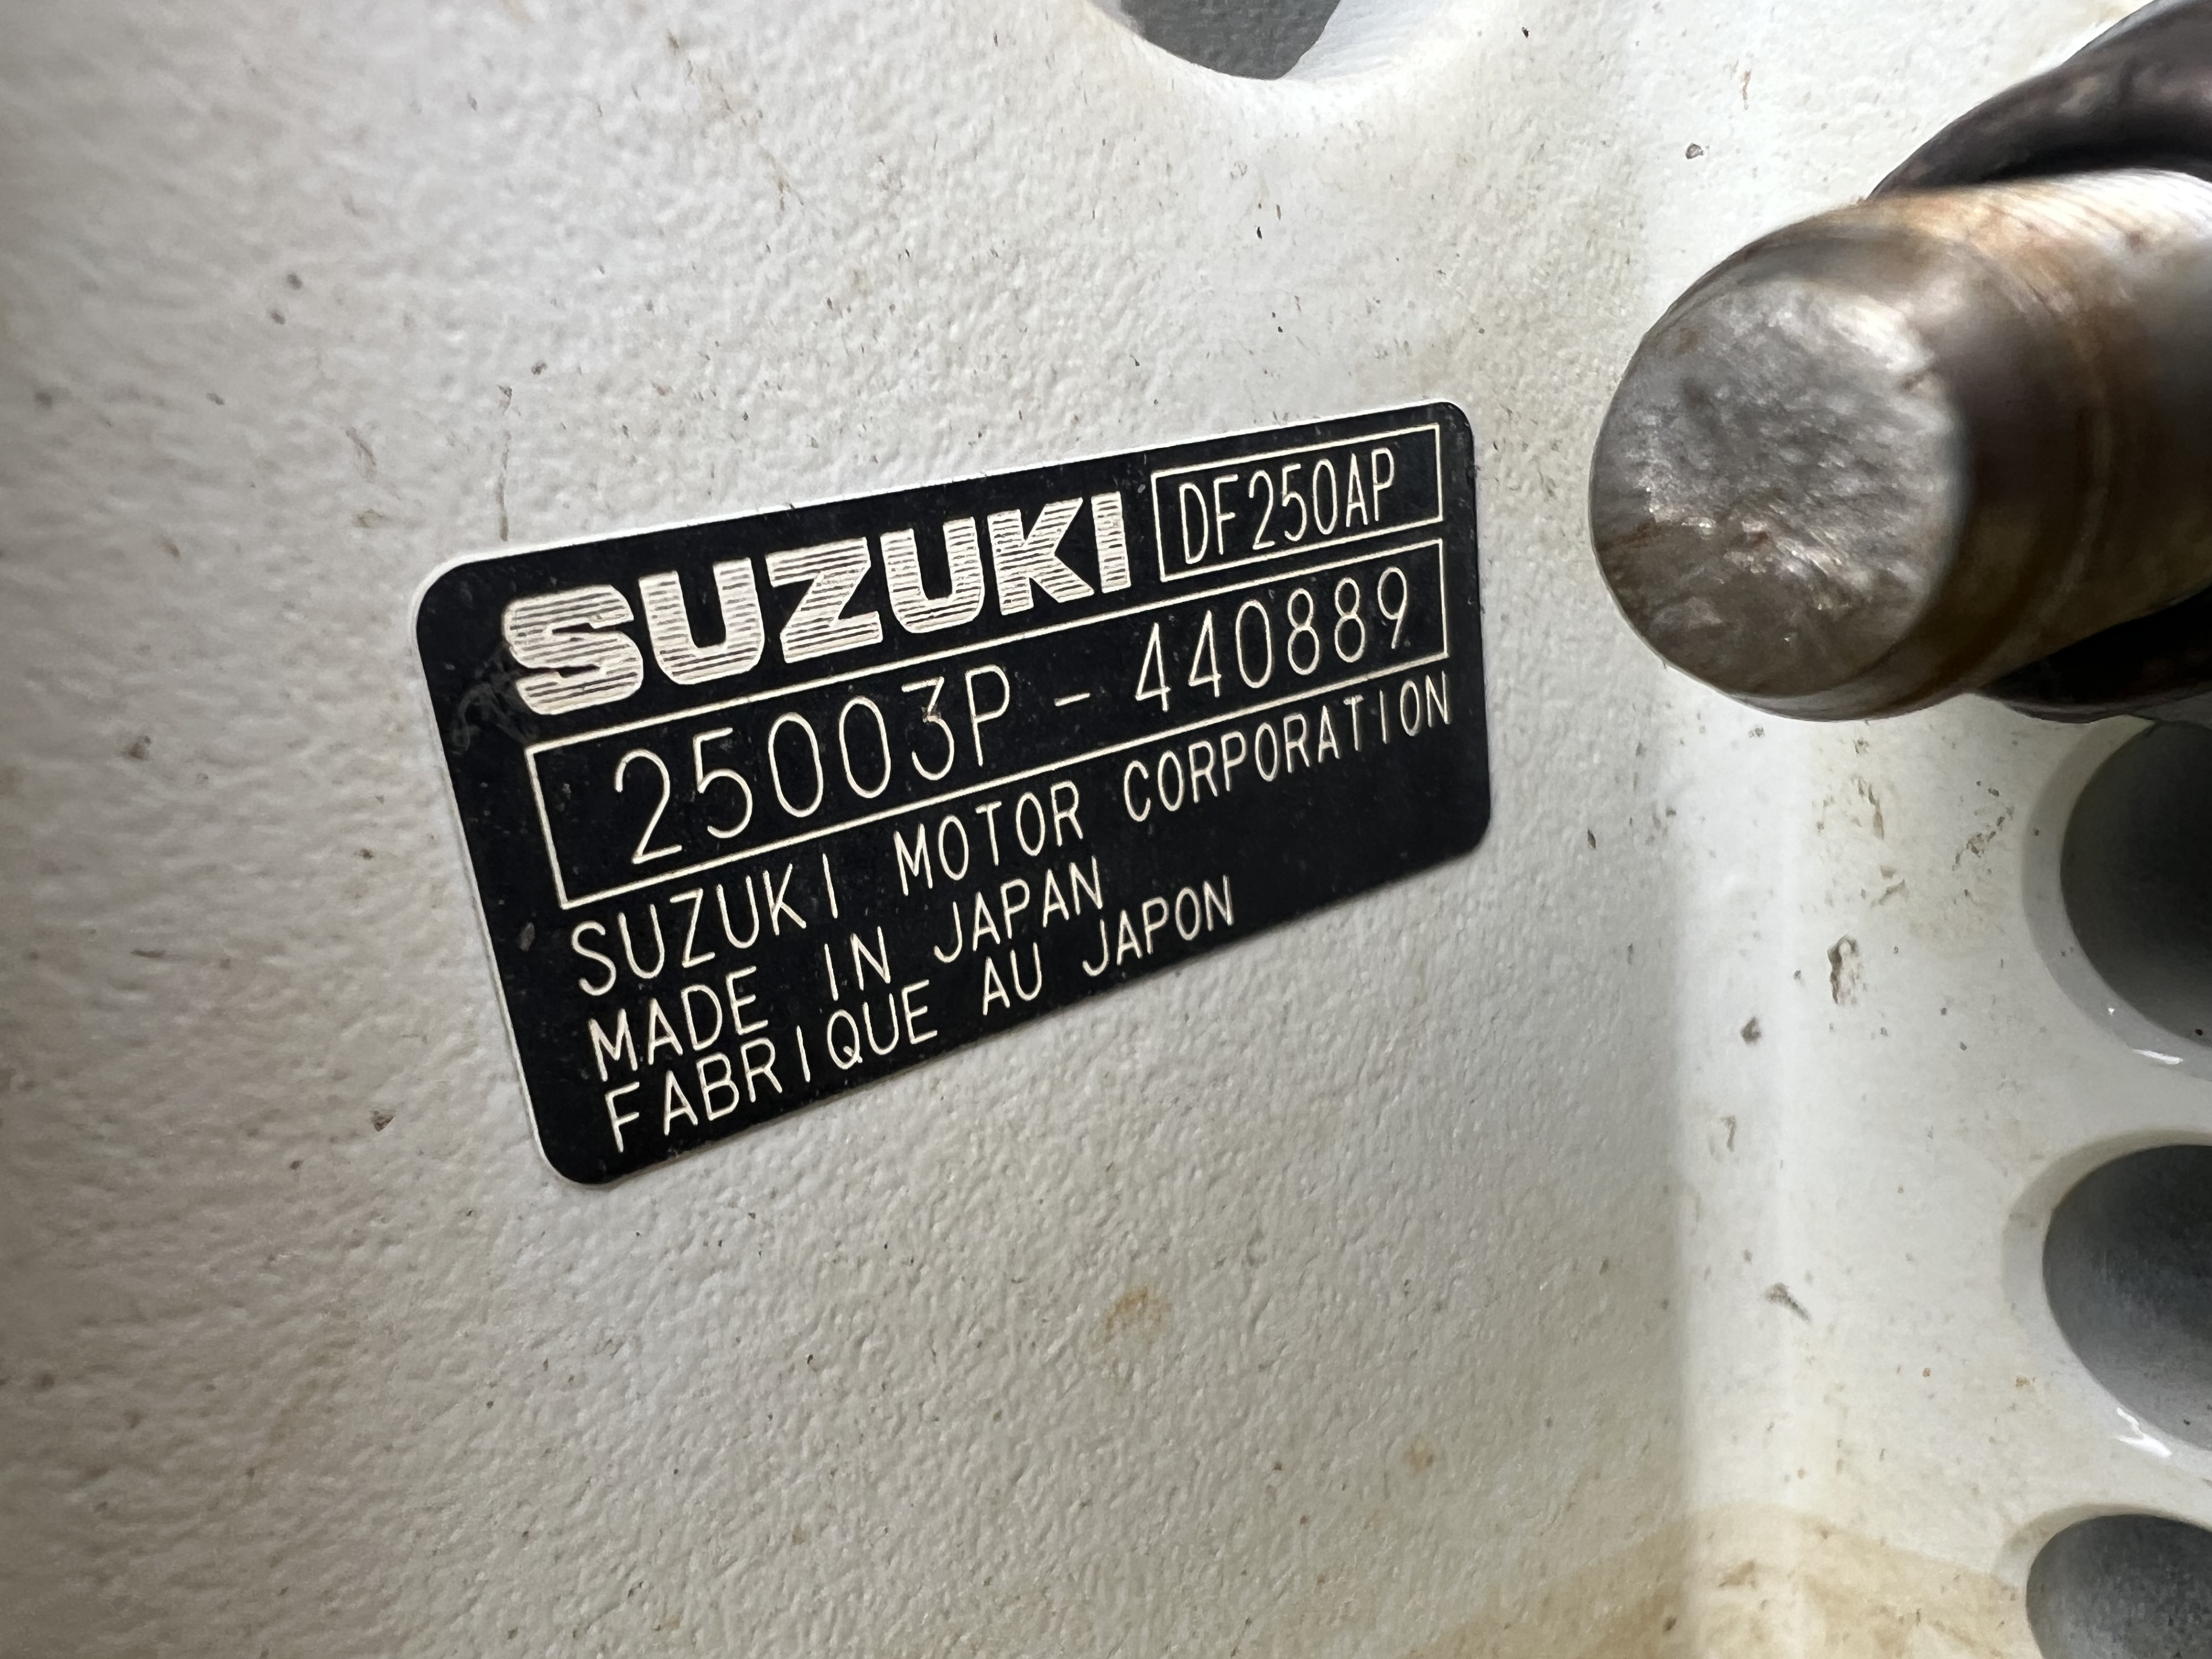 SUZUKI DF250AP
25003P-440889
SUZUKI MOTOR CORPORATION
MADE IN JAPAN
FABRIQUE AU JAPON